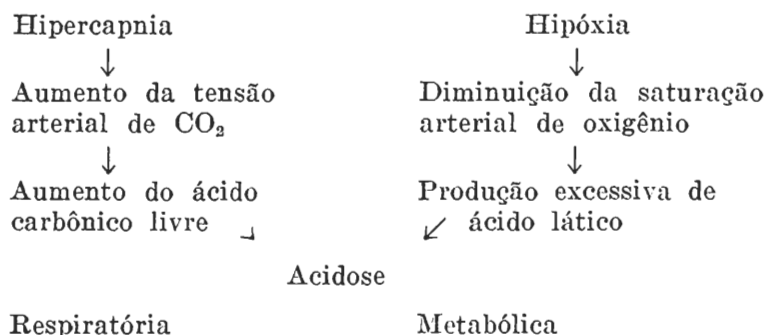 Hipercapnia
Aumento da tensão
arterial de CO₂
Aumento do ácido
carbônico livre
Hipóxia
Diminuição da saturação
arterial de oxigênio
Produção excessiva de
ácido lático
Acidose
Respiratória
Metabólica